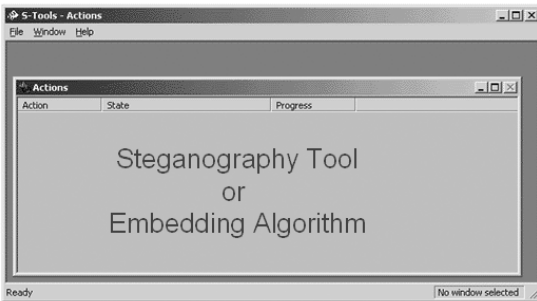 S-Tools - Actions
File Window Help
Actions
Action State Progress
Steganography Tool
or
Embedding Algorithm
Ready No window selected